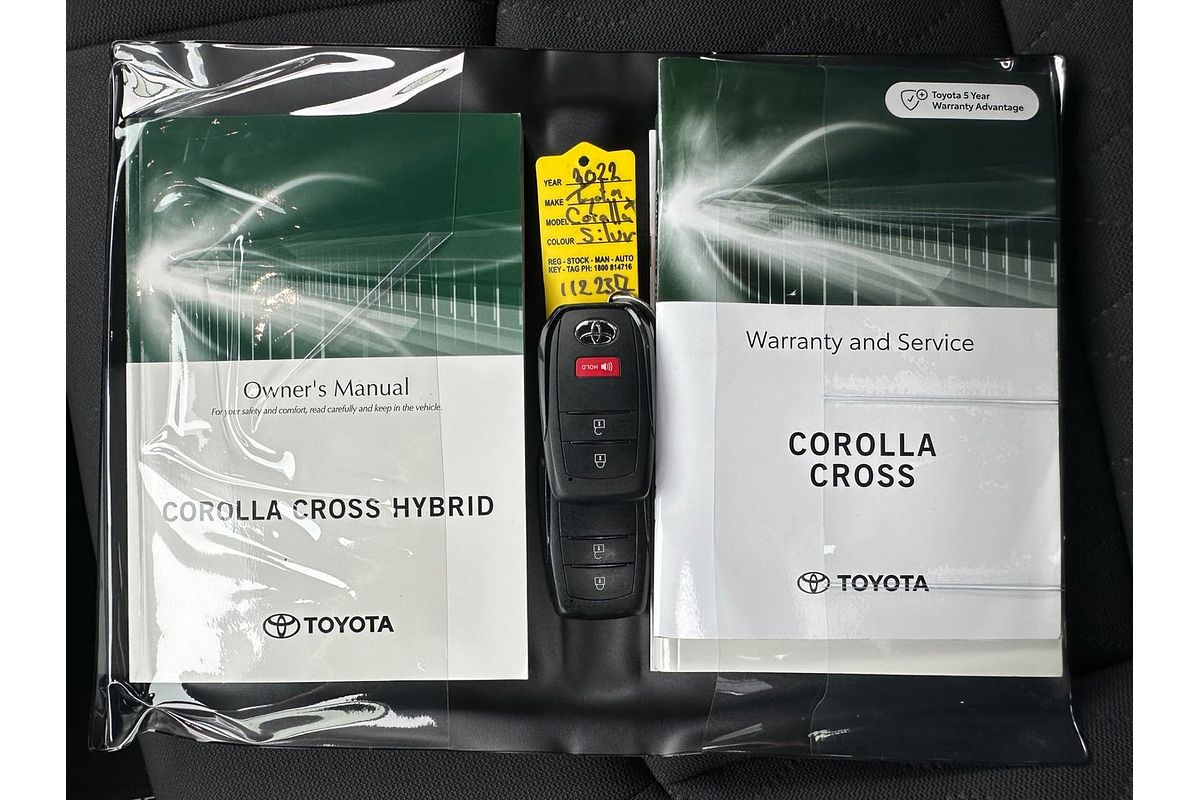 Owner's Manual
For your safety and comfort, read carefully and keep in the vehicle.
COROLLA CROSS HYBRID
TOYOTA
YEAR 2022
MAKE Toyota
MODEL Corolla
COLOUR Silvr
REG - STOCK - MAN - AUTO
KEY - TAG PH: 1800 814716
HOLD
Toyota 5 Year
Warranty Advantage
Warranty and Service
COROLLA
CROSS
TOYOTA